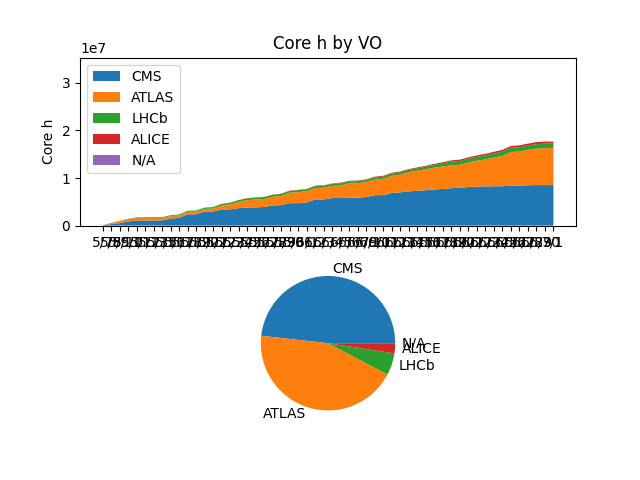 Core h by VO
1e7
3
2
1
0
Core h
CMS
ATLAS
LHCb
ALICE
N/A
CMS
N/A
ALICE
LHCb
ATLAS